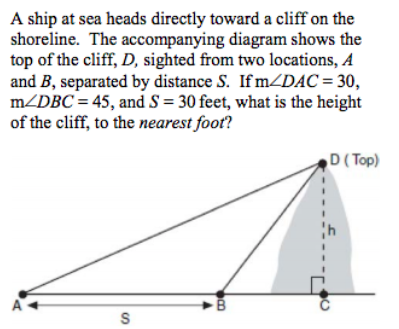 A ship at sea heads directly toward a cliff on the
shoreline. The accompanying diagram shows the
top of the cliff, D, sighted from two locations, A
and B, separated by distance S. If m∠DAC = 30,
m∠DBC = 45, and S = 30 feet, what is the height
of the cliff, to the nearest foot?
D ( Top)
h
A
B
C
S